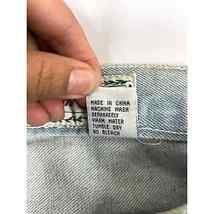 MADE IN CHINA
MACHINE WASH
SEPARATELY
WARM WATER
TUMBLE DRY
NO BLEACH